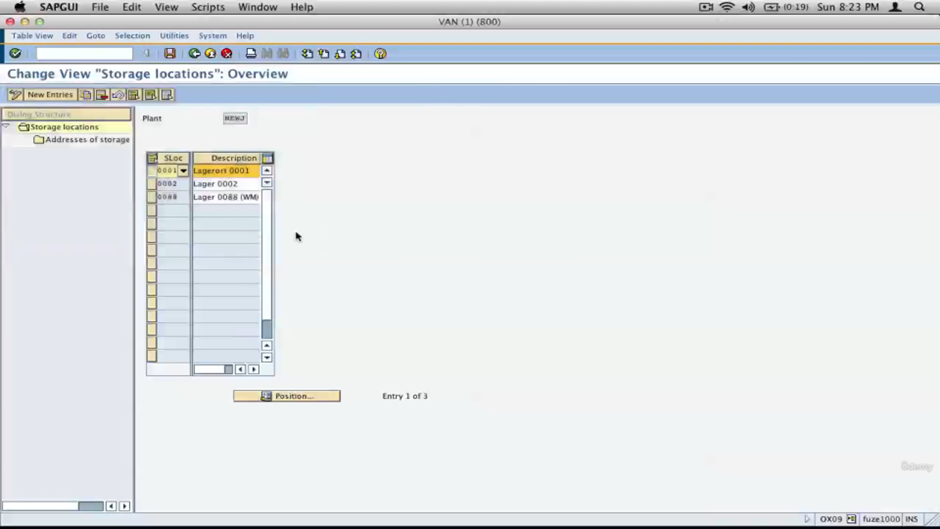 SAPGUI File Edit View Scripts Window Help (0:19) Sun 8:23 PM
VAN (1) (800)
Table View Edit Goto Selection Utilities System Help
Change View "Storage locations": Overview
New Entries
Dialog Structure
Storage locations
Addresses of storage
Plant NEWJ
SLoc Description
0001 Lagerort 0001
0002 Lager 0002
0088 Lager 0088 (WM)
Position... Entry 1 of 3
Udemy
OX09 fuze1000 INS